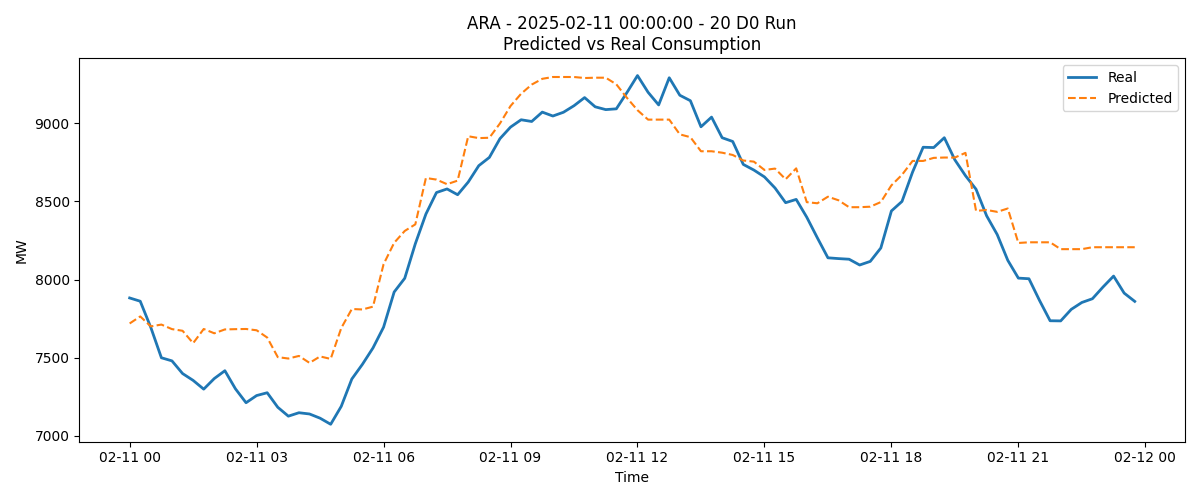 ARA - 2025-02-11 00:00:00 - 20 D0 Run
Predicted vs Real Consumption
Real
Predicted
MW
9000
8500
8000
7500
7000
02-11 00
02-11 03
02-11 06
02-11 09
02-11 12
02-11 15
02-11 18
02-11 21
02-12 00
Time